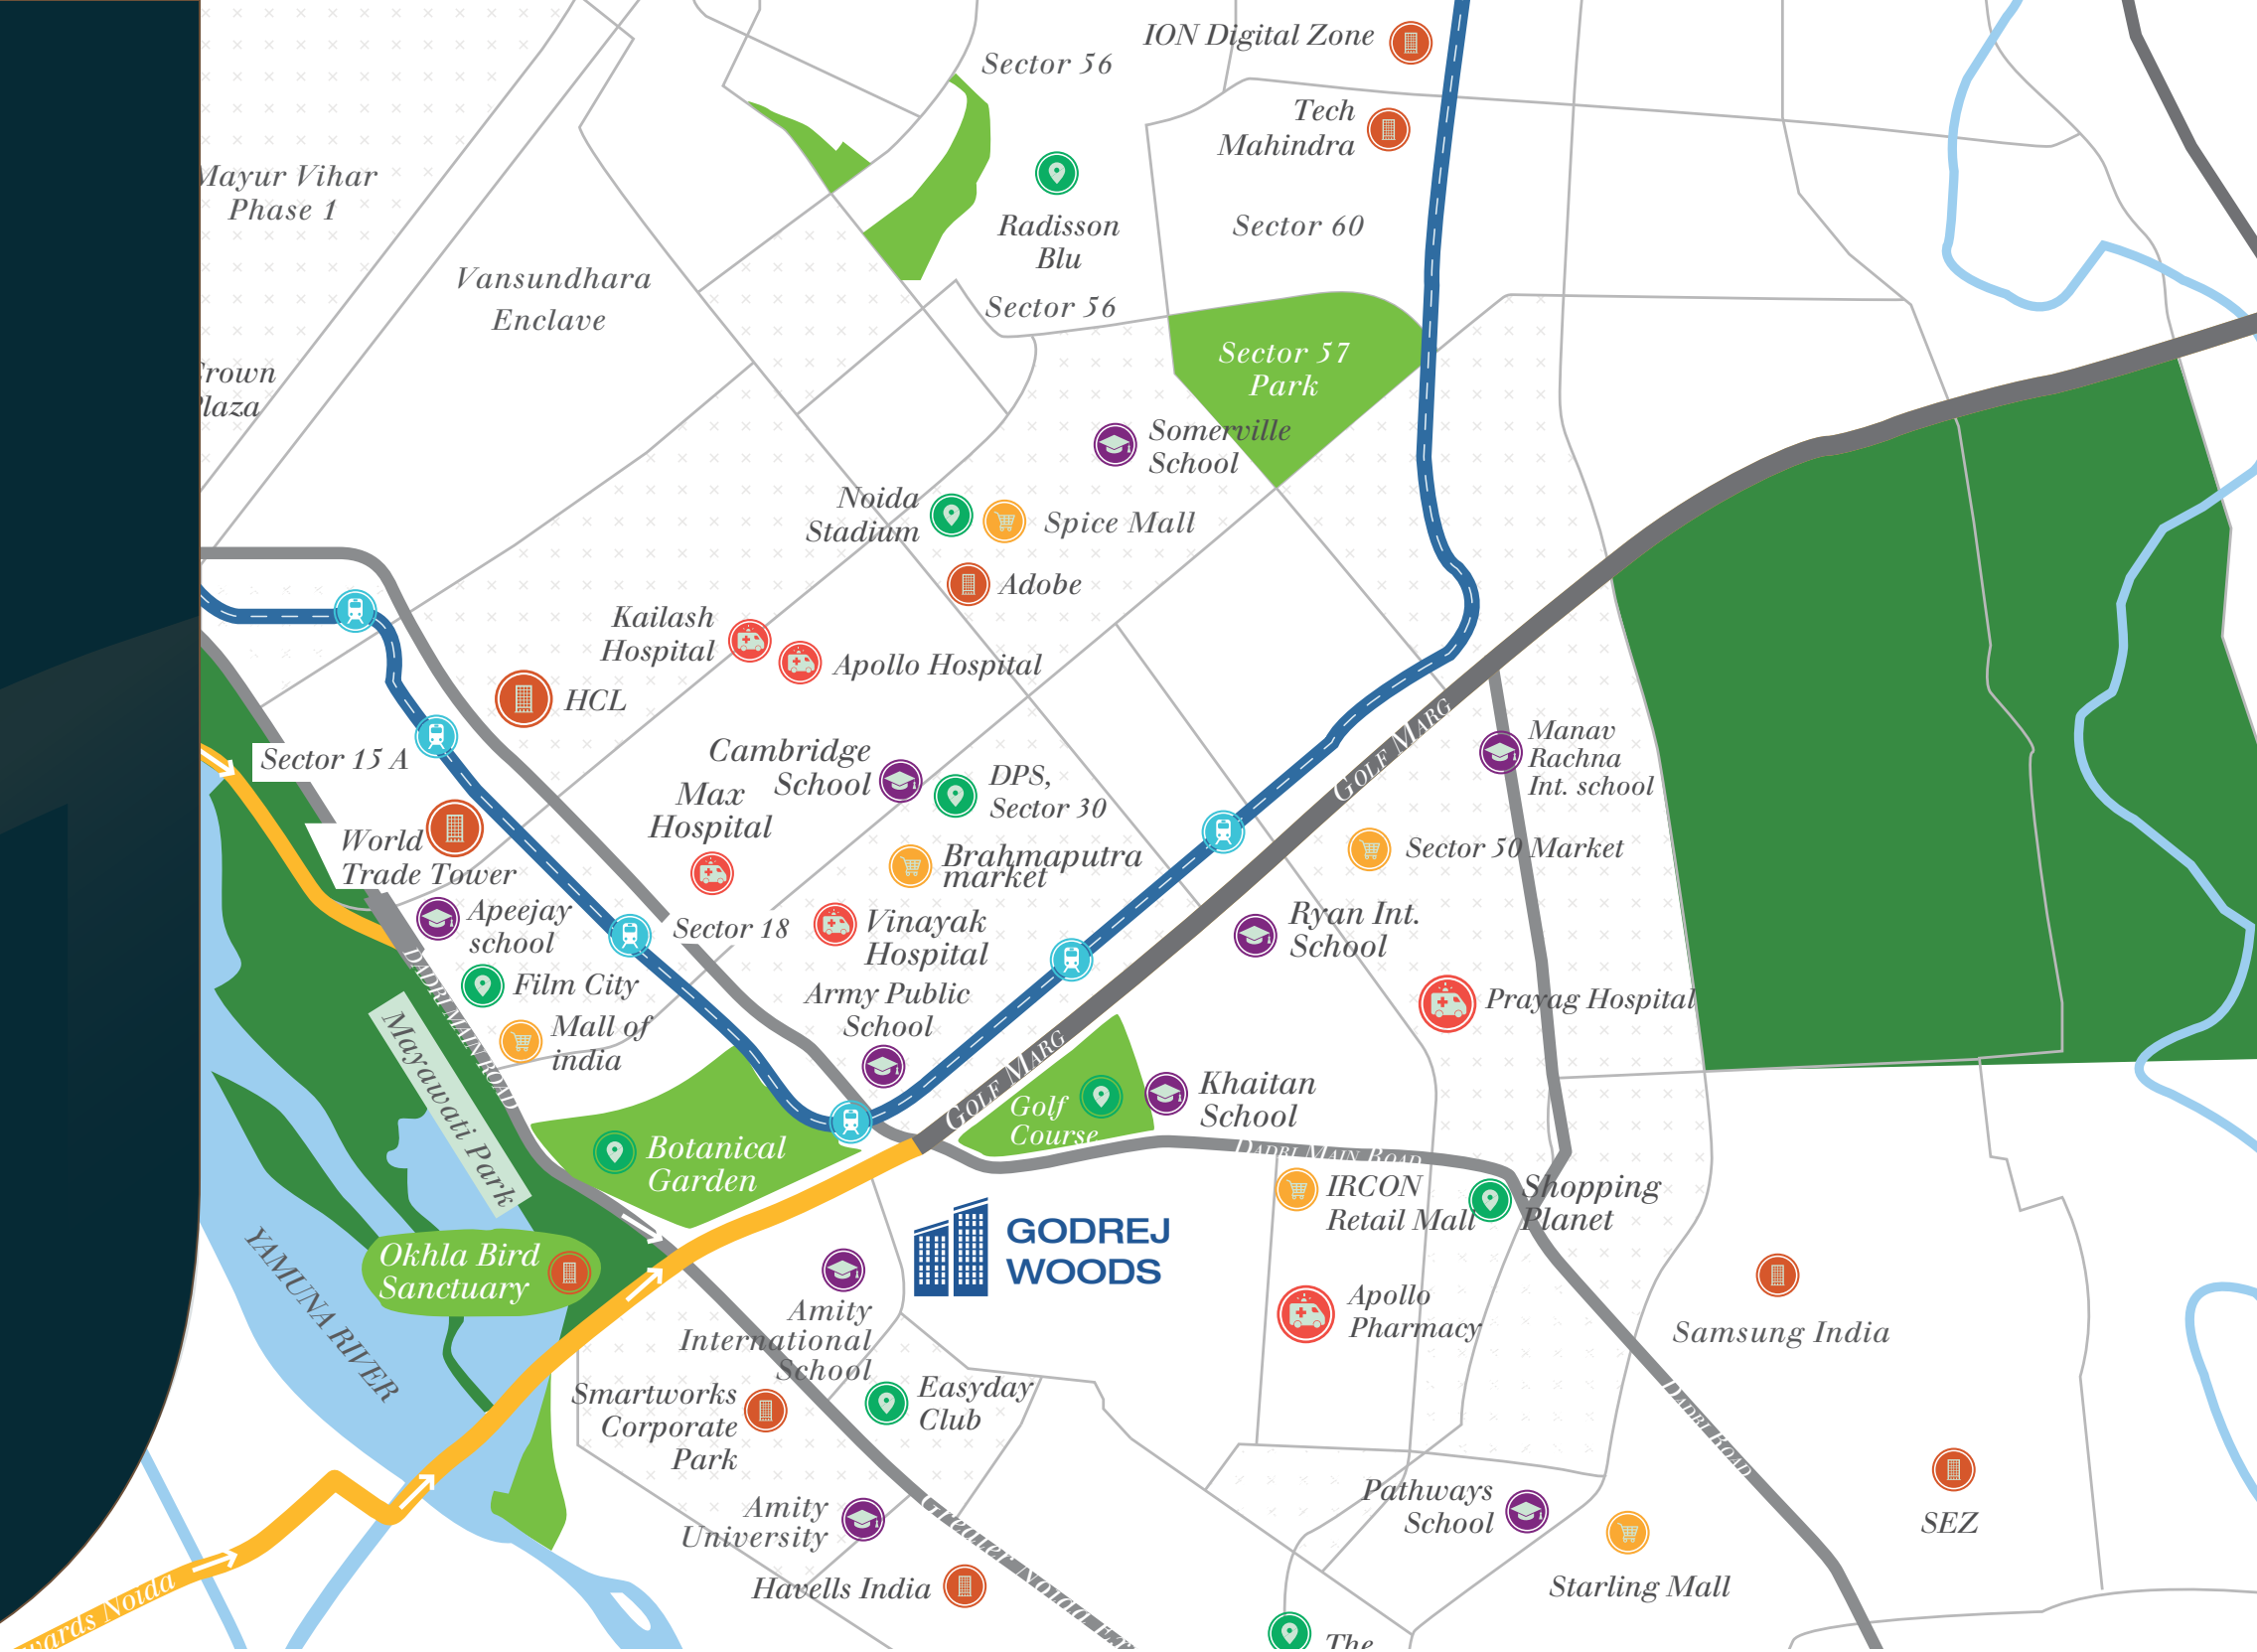 ION Digital Zone
Sector 56
Tech
Mahindra
Mayur Vihar
Phase 1
Radisson
Blu
Sector 60
Vansundhara
Enclave
Sector 56
Sector 57
Park
Somerville
School
Noida
Stadium
Spice Mall
Adobe
Kailash
Hospital
Apollo Hospital
HCL
Sector 15 A
Cambridge
School
DPS,
Sector 30
Max
Hospital
GOLF MARG
Manav
Rachna
Int. school
World
Trade Tower
Brahmaputra
market
Sector 50 Market
Apeejay
school
Sector 18
Vinayak
Hospital
Ryan Int.
School
Film City
DADRI MAIN ROAD
Army Public
School
Prayag Hospital
Mall of
india
Mayawati Park
GOLF MARG
Golf
Course
Khaitan
School
Botanical
Garden
DADRI MAIN ROAD
IRCON
Retail Mall
Shopping
Planet
GODREJ
WOODS
Okhla Bird
Sanctuary
YAMUNA RIVER
Amity
International
School
Apollo
Pharmacy
Samsung India
Smartworks
Corporate
Park
Easyday
Club
DADRI ROAD
Amity
University
Greater Noida
Pathways
School
SEZ
Havells India
Starling Mall
Noida
The